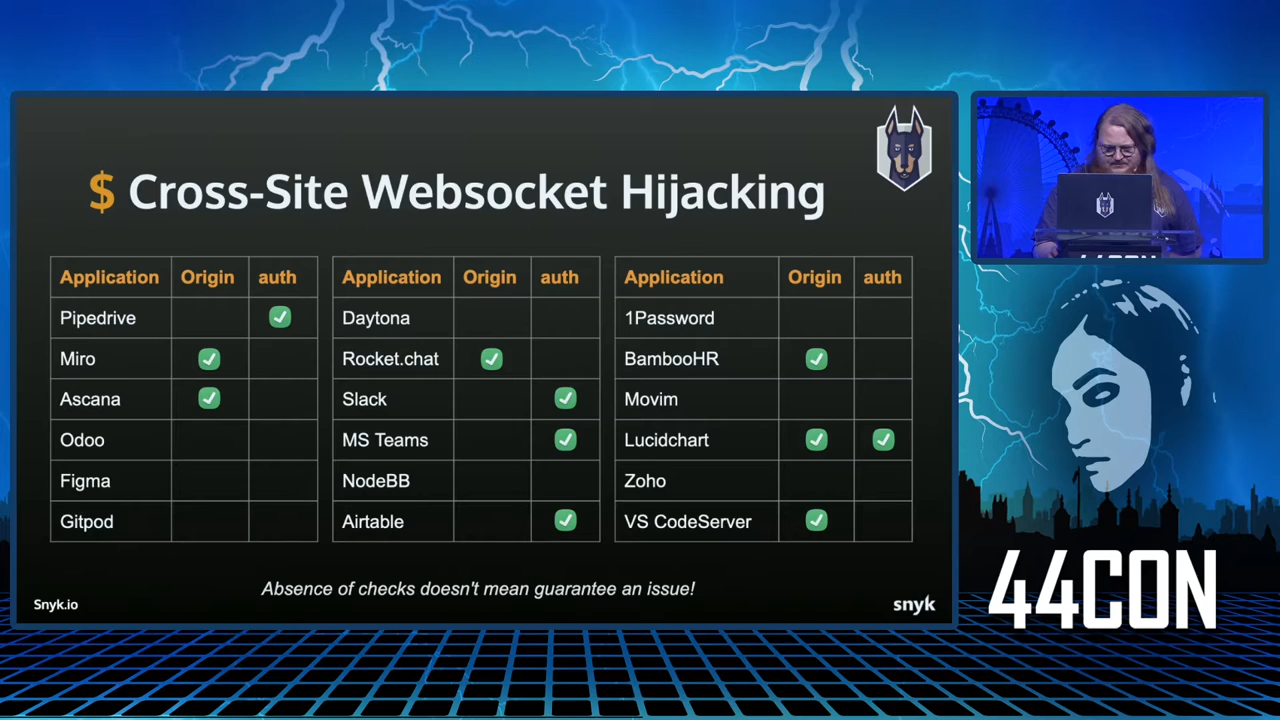 $ Cross-Site Websocket Hijacking
Application Origin auth
Pipedrive ✅
Miro ✅
Ascana ✅
Odoo
Figma
Gitpod
Application Origin auth
Daytona
Rocket.chat ✅
Slack ✅
MS Teams ✅
NodeBB
Airtable ✅
Application Origin auth
1Password
BambooHR ✅
Movim
Lucidchart ✅ ✅
Zoho
VS CodeServer ✅
Absence of checks doesn't mean guarantee an issue!
Snyk.io
snyk
44CON
44CON